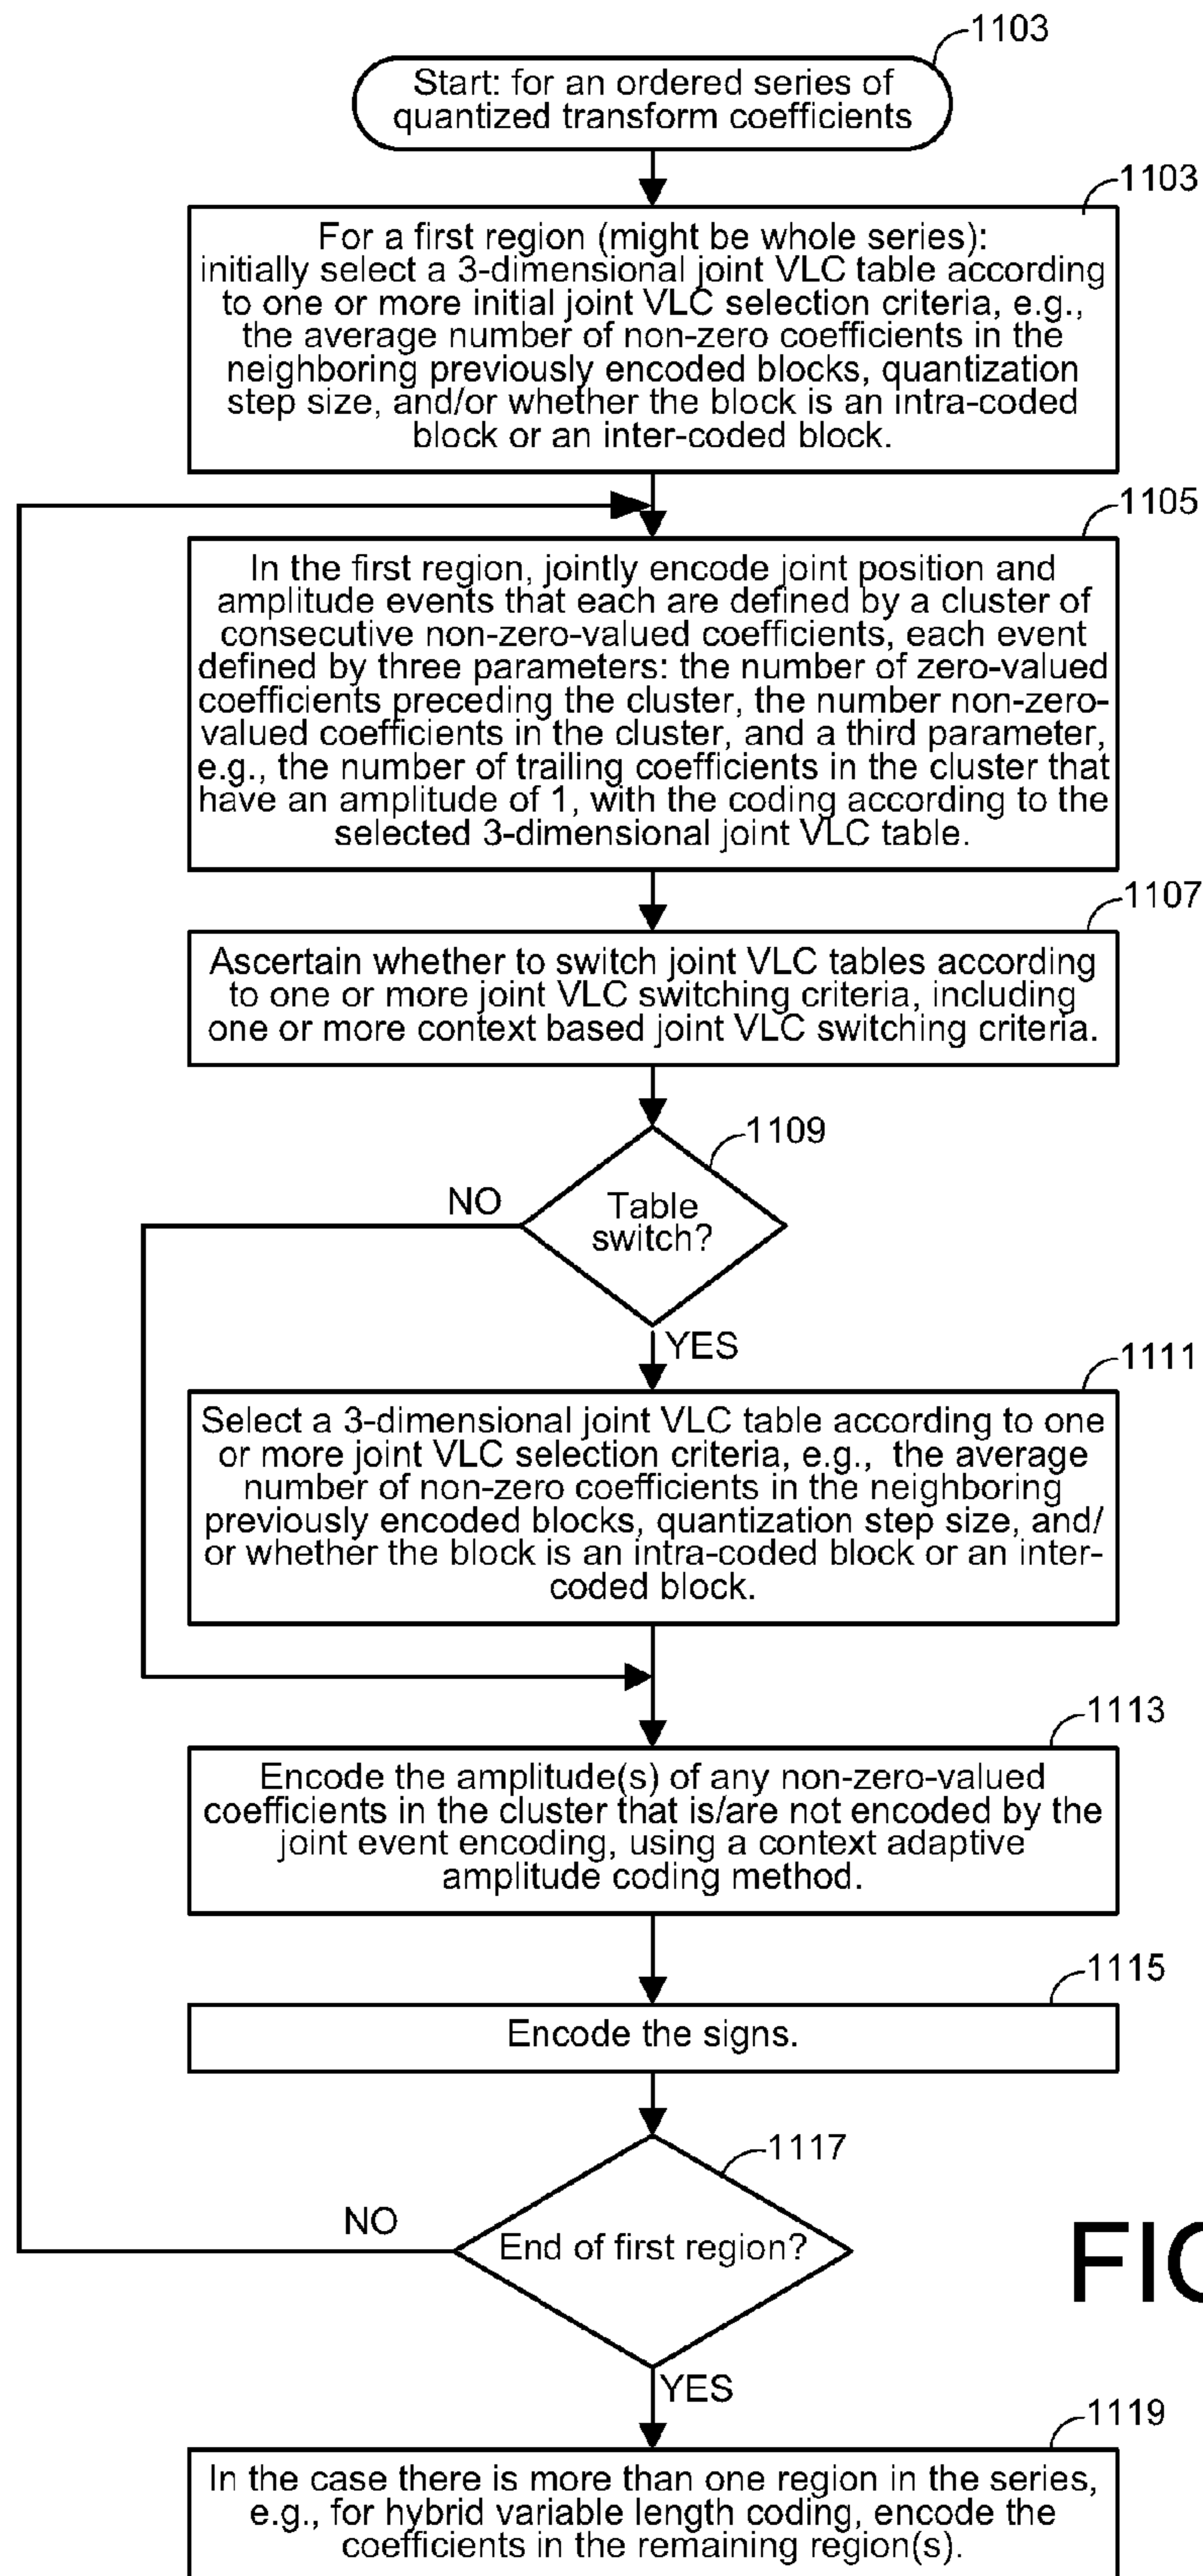 1103
Start: for an ordered series of
quantized transform coefficients
1103
For a first region (might be whole series):
initially select a 3-dimensional joint VLC table according
to one or more initial joint VLC selection criteria, e.g.,
the average number of non-zero coefficients in the
neighboring previously encoded blocks, quantization
step size, and/or whether the block is an intra-coded
block or an inter-coded block.
1105
In the first region, jointly encode joint position and
amplitude events that each are defined by a cluster of
consecutive non-zero-valued coefficients, each event
defined by three parameters: the number of zero-valued
coefficients preceding the cluster, the number non-zero-
valued coefficients in the cluster, and a third parameter,
e.g., the number of trailing coefficients in the cluster that
have an amplitude of 1, with the coding according to the
selected 3-dimensional joint VLC table.
1107
Ascertain whether to switch joint VLC tables according
to one or more joint VLC switching criteria, including
one or more context based joint VLC switching criteria.
1109
NO
Table
switch?
YES
1111
Select a 3-dimensional joint VLC table according to one
or more joint VLC selection criteria, e.g., the average
number of non-zero coefficients in the neighboring
previously encoded blocks, quantization step size, and/
or whether the block is an intra-coded block or an inter-
coded block.
1113
Encode the amplitude(s) of any non-zero-valued
coefficients in the cluster that is/are not encoded by the
joint event encoding, using a context adaptive
amplitude coding method.
1115
Encode the signs.
1117
NO
End of first region?
YES
1119
In the case there is more than one region in the series,
e.g., for hybrid variable length coding, encode the
coefficients in the remaining region(s).